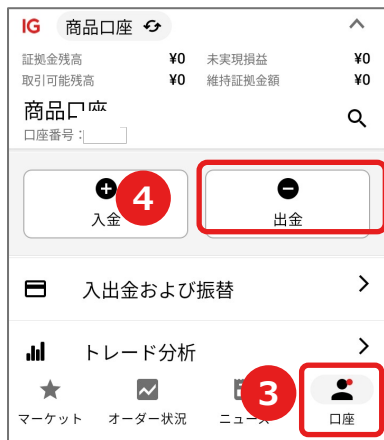 IG 商品口座
証拠金残高 ¥0 未実現損益 ¥0
取引可能残高 ¥0 維持証拠金額 ¥0
商品口座
口座番号:
4
入金 出金
入出金および振替
トレード分析
3
マーケット オーダー状況 ニュース 口座